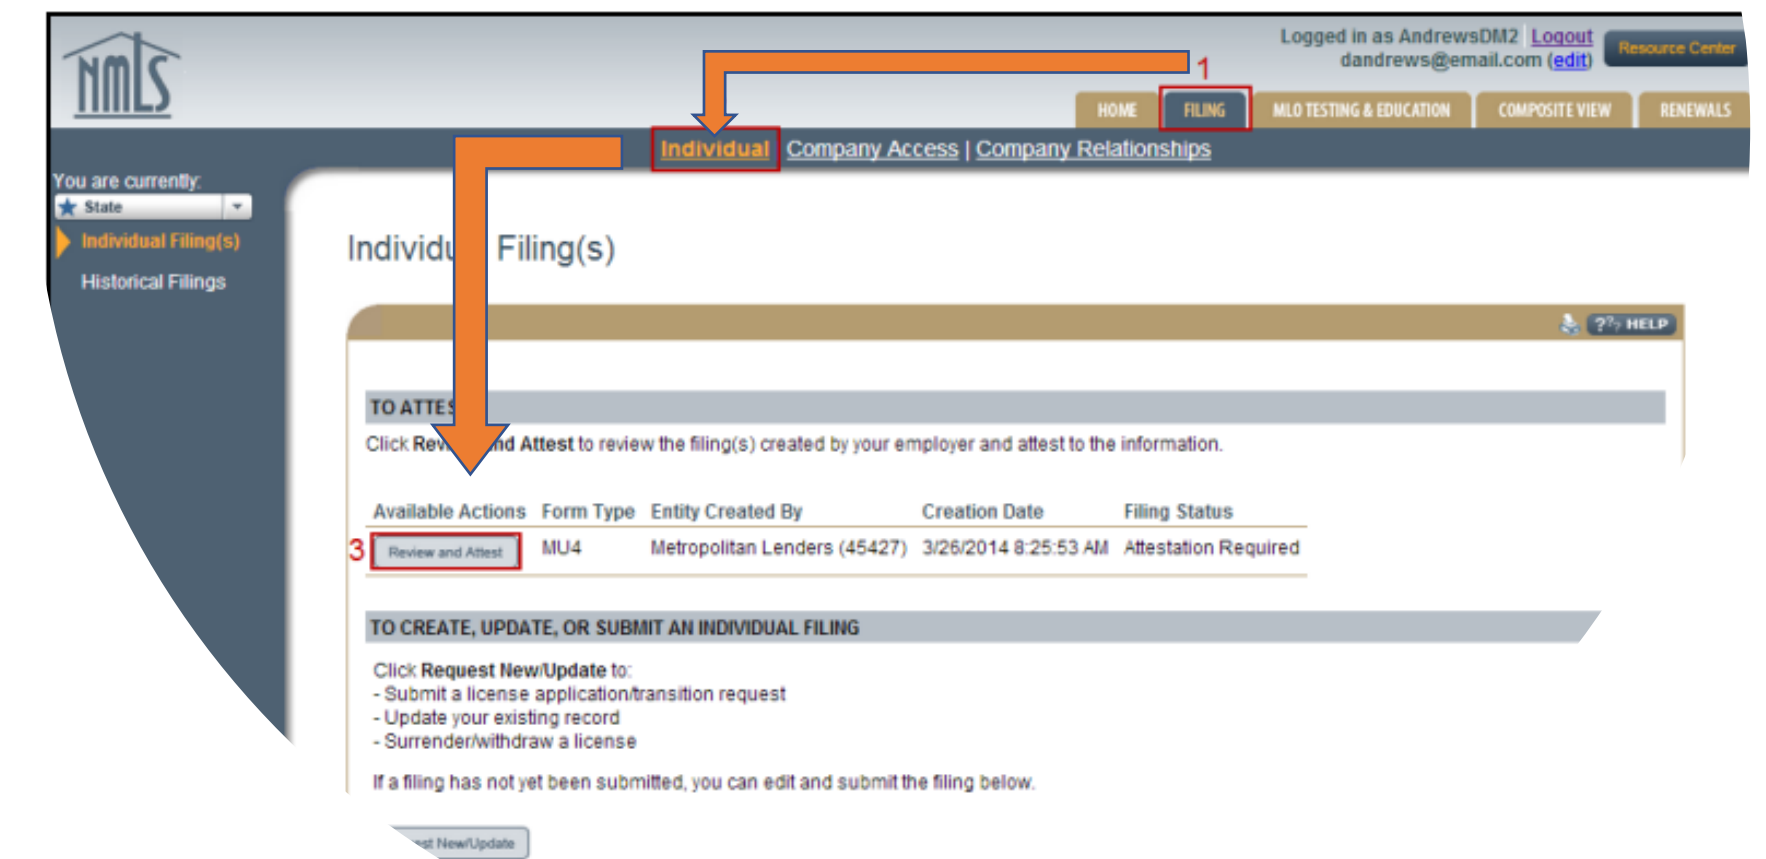 NMLS
Logged in as AndrewsDM2 | Logout
dandrews@email.com (edit)
Resource Center
1
HOME FILING MLO TESTING & EDUCATION COMPOSITE VIEW RENEWALS
Individual Company Access | Company Relationships
You are currently:
State
Individual Filing(s)
Historical Filings
Filing(s)
??? HELP
TO
Click and Attest to review the filing(s) created by your employer and attest to the information.
Available Actions Form Type Entity Created By Creation Date Filing Status
3 Review and Attest MU4 Metropolitan Lenders (45427) 3/26/2014 8:25:53 AM Attestation Required
TO CREATE, UPDATE, OR SUBMIT AN INDIVIDUAL FILING
Click Request New/Update to:
- Submit a license application/transition request
- Update your existing record
- Surrender/withdraw a license
If a filing has not yet been submitted, you can edit and submit the filing below.
New/Update